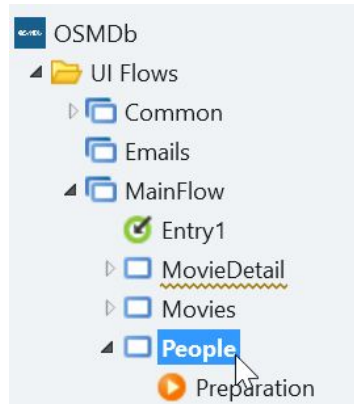 OSMDb
UI Flows
Common
Emails
MainFlow
Entry1
MovieDetail
Movies
People
Preparation